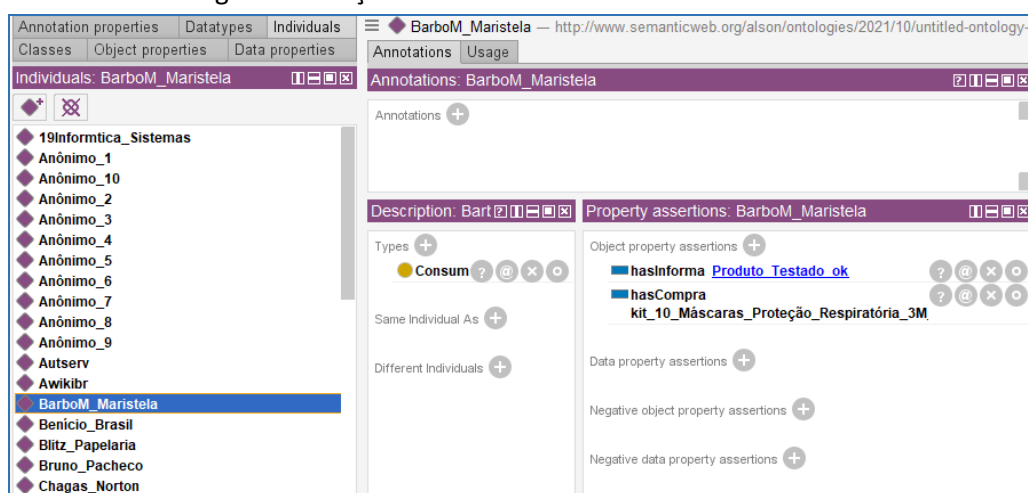 Annotation properties Datatypes Individuals
Classes Object properties Data properties
Individuals: BarboM_Maristela
19Informtica_Sistemas
Anônimo_1
Anônimo_10
Anônimo_2
Anônimo_3
Anônimo_4
Anônimo_5
Anônimo_6
Anônimo_7
Anônimo_8
Anônimo_9
Autserv
Awikibr
BarboM_Maristela
Benício_Brasil
Blitz_Papelaria
Bruno_Pacheco
Chagas_Norton
BarboM_Maristela — http://www.semanticweb.org/alson/ontologies/2021/10/untitled-ontology-
Annotations Usage
Annotations: BarboM_Maristela
Annotations
Description: Bart
Types
Consum
Same Individual As
Different Individuals
Property assertions: BarboM_Maristela
Object property assertions
hasInforma Produto_Testado_ok
hasCompra
kit_10_Máscaras_Proteção_Respiratória_3M
Data property assertions
Negative object property assertions
Negative data property assertions